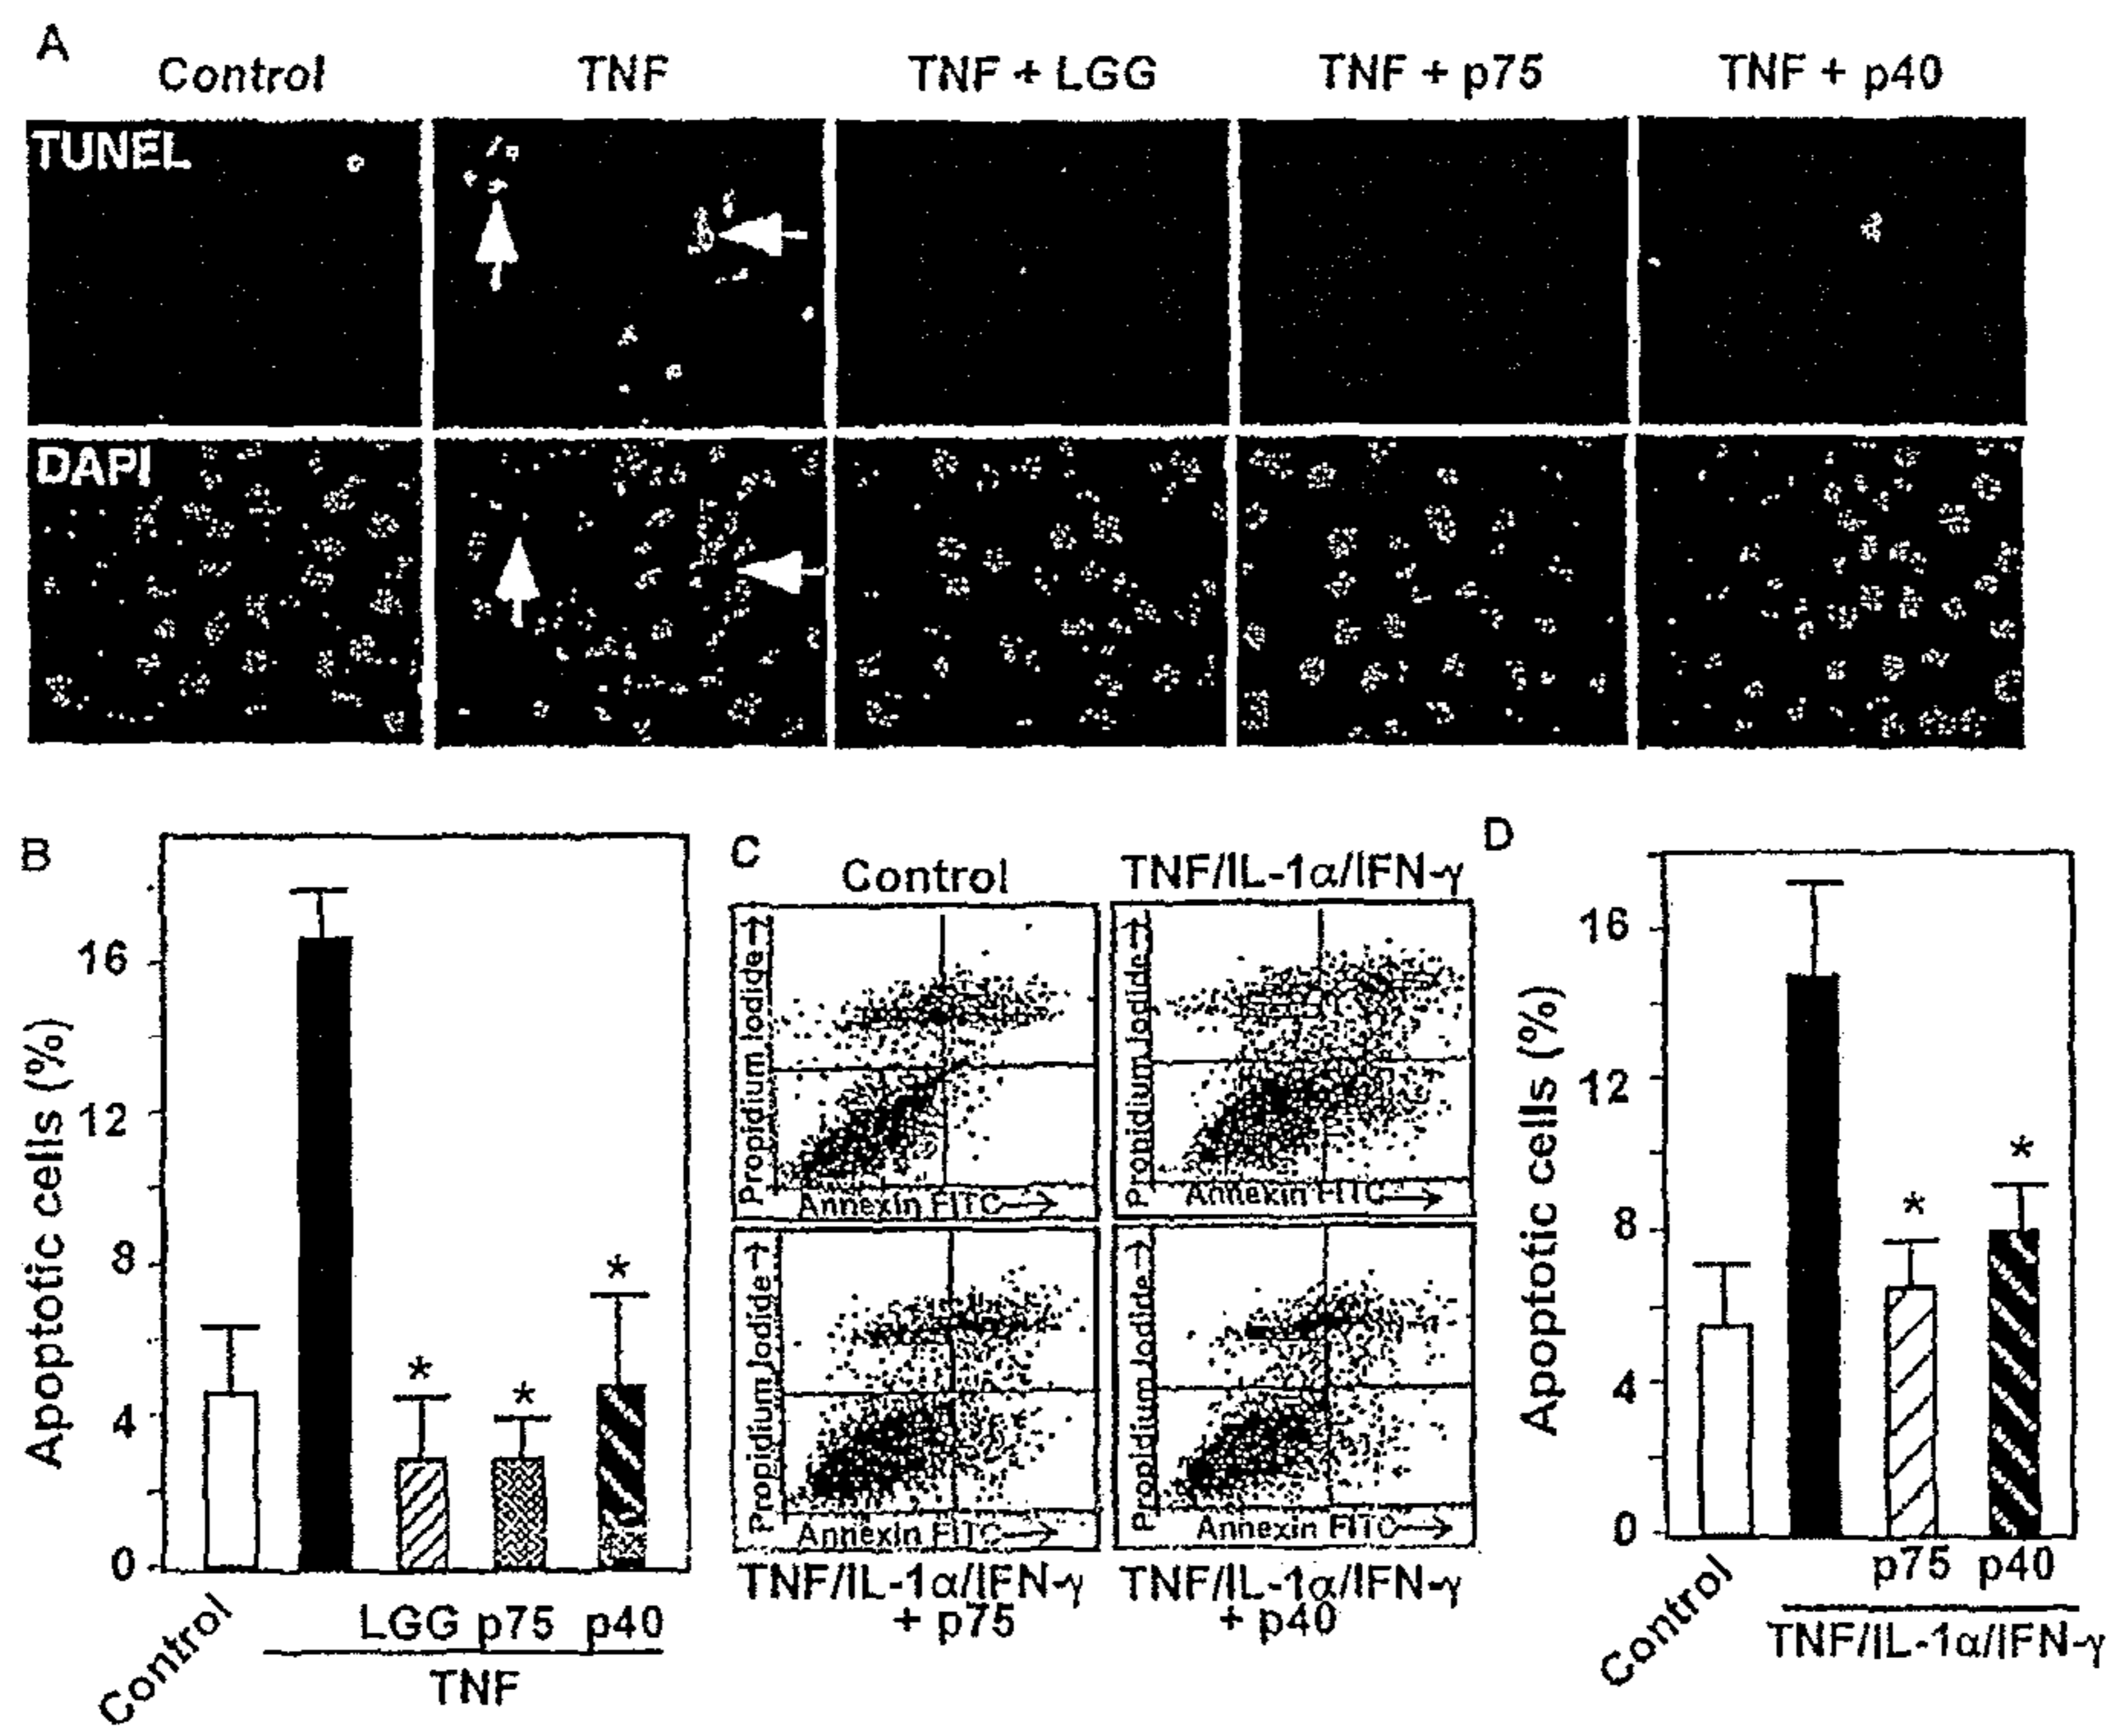 A
Control TNF TNF + LGG TNF + p75 TNF + p40
TUNEL
DAPI
B
Apoptotic cells (%)
16
12
8
4
0
* * *
Control
LGG p75 p40
TNF
C
Control TNF/IL-1α/IFN-γ
Propidium Iodide→ Propidium Iodide→
Annexin FITC→ Annexin FITC→
Propidium Iodide→ Propidium Iodide→
Annexin FITC→ Annexin FITC→
TNF/IL-1α/IFN-γ TNF/IL-1α/IFN-γ
+ p75 + p40
D
Apoptotic cells (%)
16
12
8
4
0
* *
Control
p75 p40
TNF/IL-1α/IFN-γ